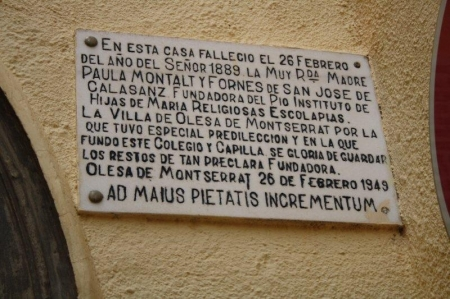 EN ESTA CASA FALLECIO EL 26 FEBRERO
DEL AÑO DEL SEÑOR 1889 LA MUY RDA MADRE
PAULA MONTALT Y FORNES DE SAN JOSE DE
CALASANZ FUNDADORA DEL PIO INSTITUTO DE
HIJAS DE MARIA RELIGIOSAS ESCOLAPIAS.
LA VILLA DE OLESA DE MONTSERRAT POR LA
QUE TUVO ESPECIAL PREDILECCION Y EN LA QUE
FUNDO ESTE COLEGIO Y CAPILLA SE GLORIA DE GUARDAR
LOS RESTOS DE TAN PRECLARA FUNDADORA.
OLESA DE MONTSERRAT 26 DE FEBRERO 1949
AD MAIUS PIETATIS INCREMENTUM